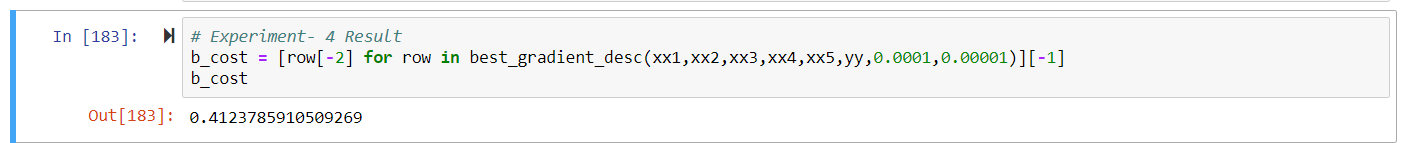 In [183]:
# Experiment- 4 Result
b_cost = [row[-2] for row in best_gradient_desc(xx1,xx2,xx3,xx4,xx5,yy,0.0001,0.00001)][-1]
b_cost
Out[183]: 0.4123785910509269